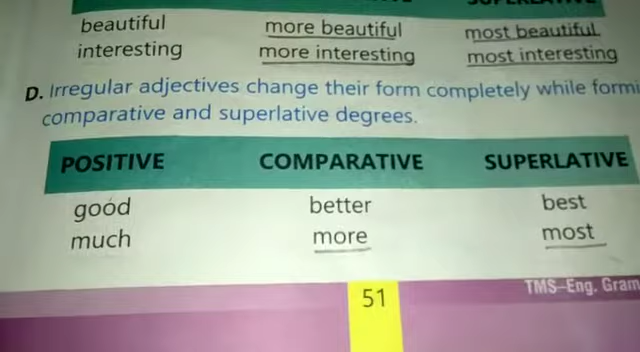 SUPERLATIVE
beautiful more beautiful most beautiful
interesting more interesting most interesting
D. Irregular adjectives change their form completely while formi
comparative and superlative degrees.
POSITIVE COMPARATIVE SUPERLATIVE
good better best
much more most
51
TMS–Eng. Gram